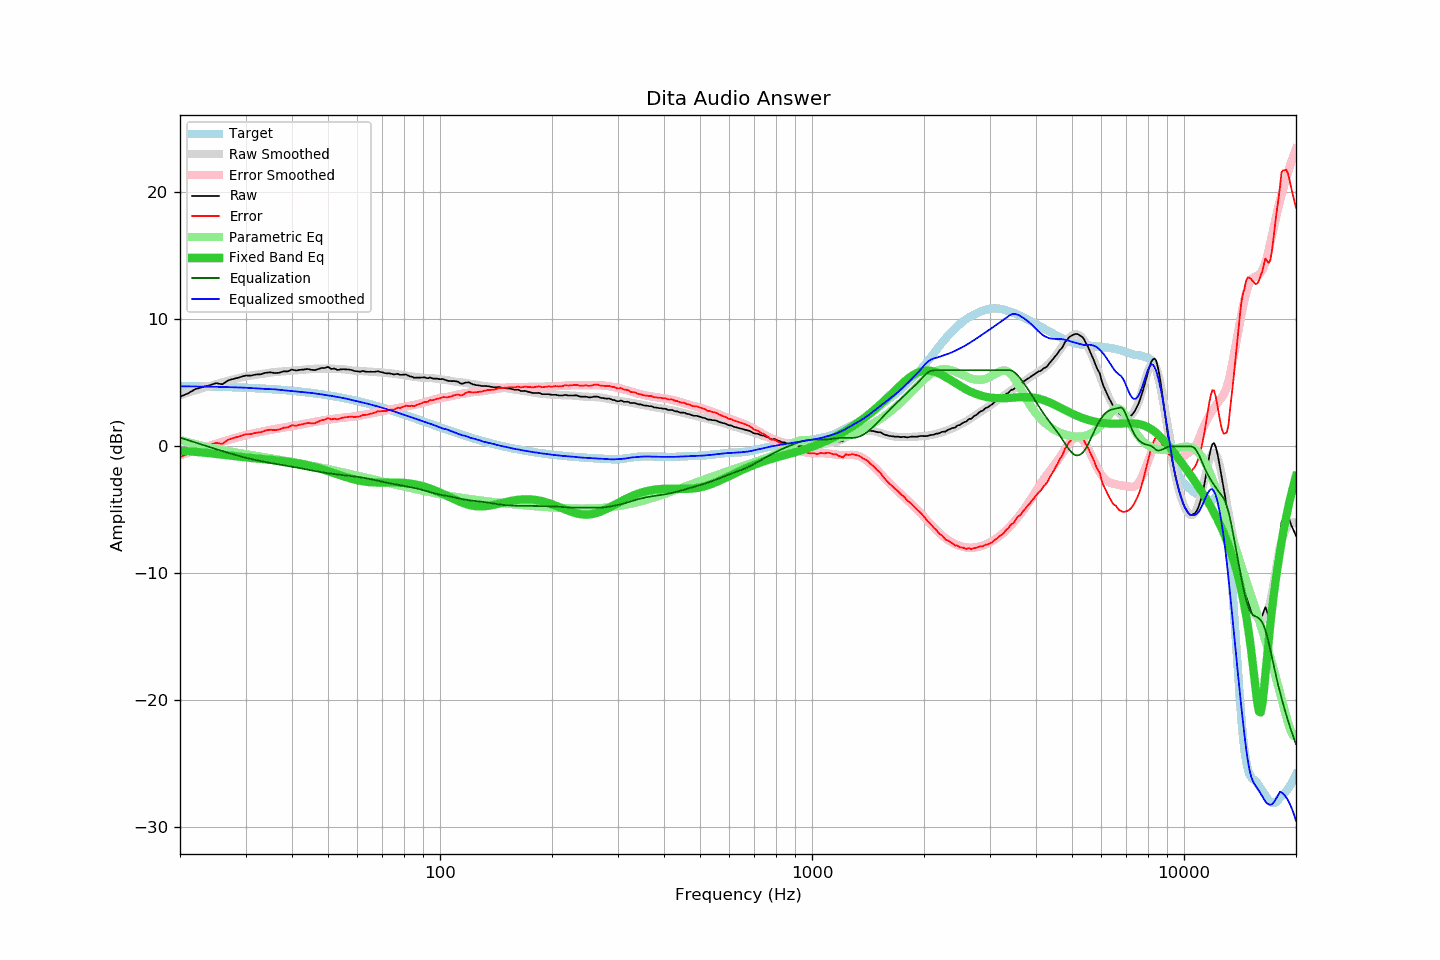 Dita Audio Answer
Target
Raw Smoothed
Error Smoothed
Raw
Error
Parametric Eq
Fixed Band Eq
Equalization
Equalized smoothed
20
10
0
−10
−20
−30
Amplitude (dBr)
100 1000 10000
Frequency (Hz)